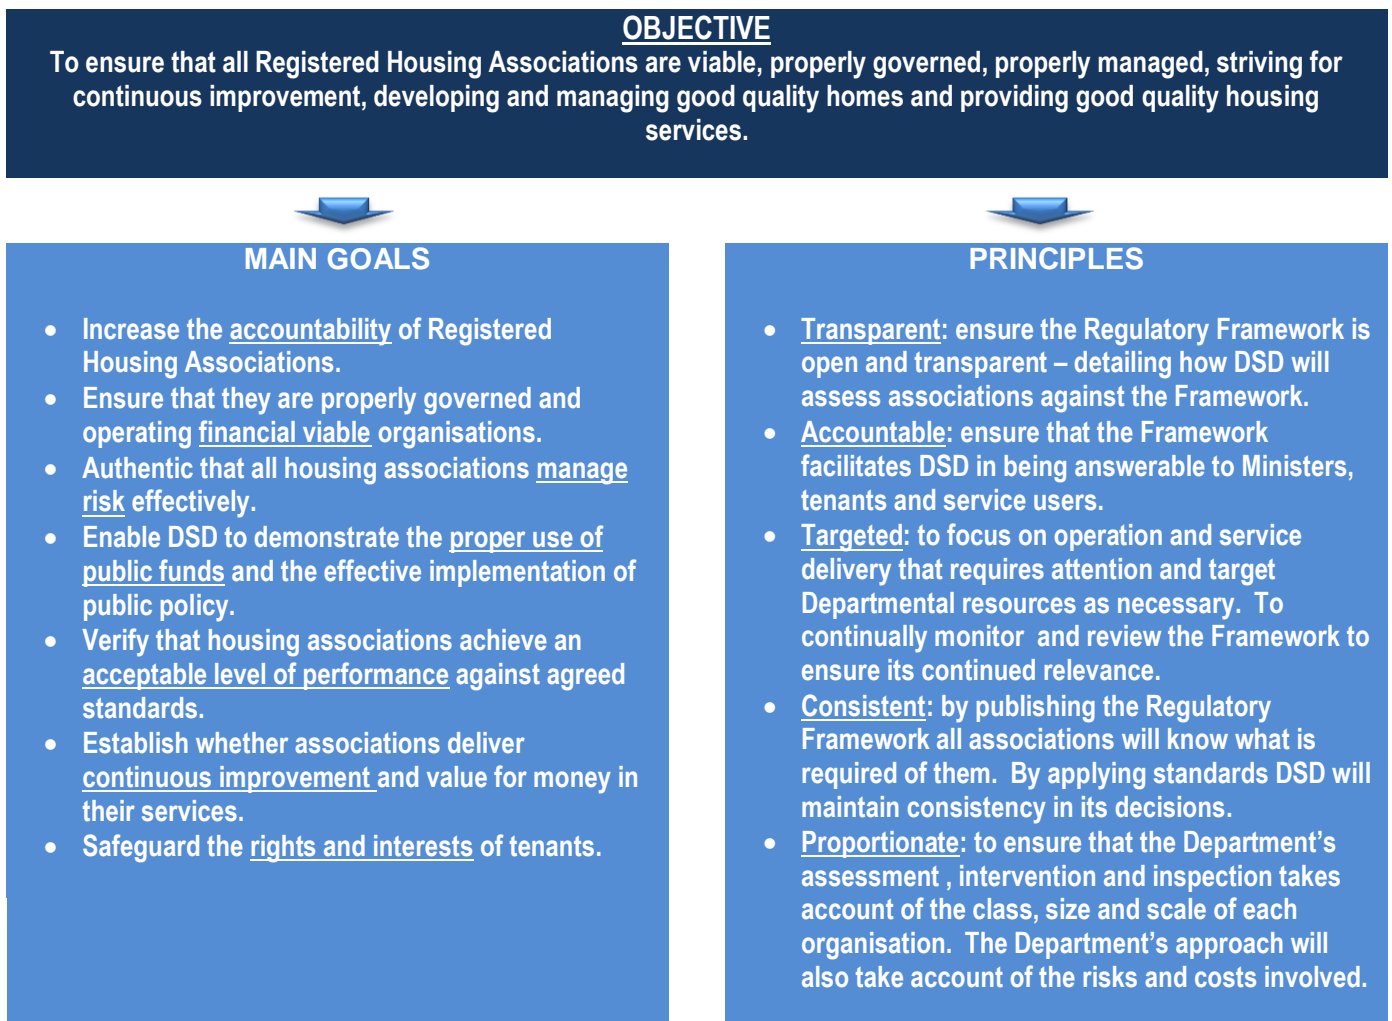 OBJECTIVE
To ensure that all Registered Housing Associations are viable, properly governed, properly managed, striving for
continuous improvement, developing and managing good quality homes and providing good quality housing
services.
MAIN GOALS
• Increase the accountability of Registered
Housing Associations.
• Ensure that they are properly governed and
operating financial viable organisations.
• Authentic that all housing associations manage
risk effectively.
• Enable DSD to demonstrate the proper use of
public funds and the effective implementation of
public policy.
• Verify that housing associations achieve an
acceptable level of performance against agreed
standards.
• Establish whether associations deliver
continuous improvement and value for money in
their services.
• Safeguard the rights and interests of tenants.
PRINCIPLES
• Transparent: ensure the Regulatory Framework is
open and transparent – detailing how DSD will
assess associations against the Framework.
• Accountable: ensure that the Framework
facilitates DSD in being answerable to Ministers,
tenants and service users.
• Targeted: to focus on operation and service
delivery that requires attention and target
Departmental resources as necessary.  To
continually monitor  and review the Framework to
ensure its continued relevance.
• Consistent: by publishing the Regulatory
Framework all associations will know what is
required of them.  By applying standards DSD will
maintain consistency in its decisions.
• Proportionate: to ensure that the Department’s
assessment , intervention and inspection takes
account of the class, size and scale of each
organisation.  The Department’s approach will
also take account of the risks and costs involved.